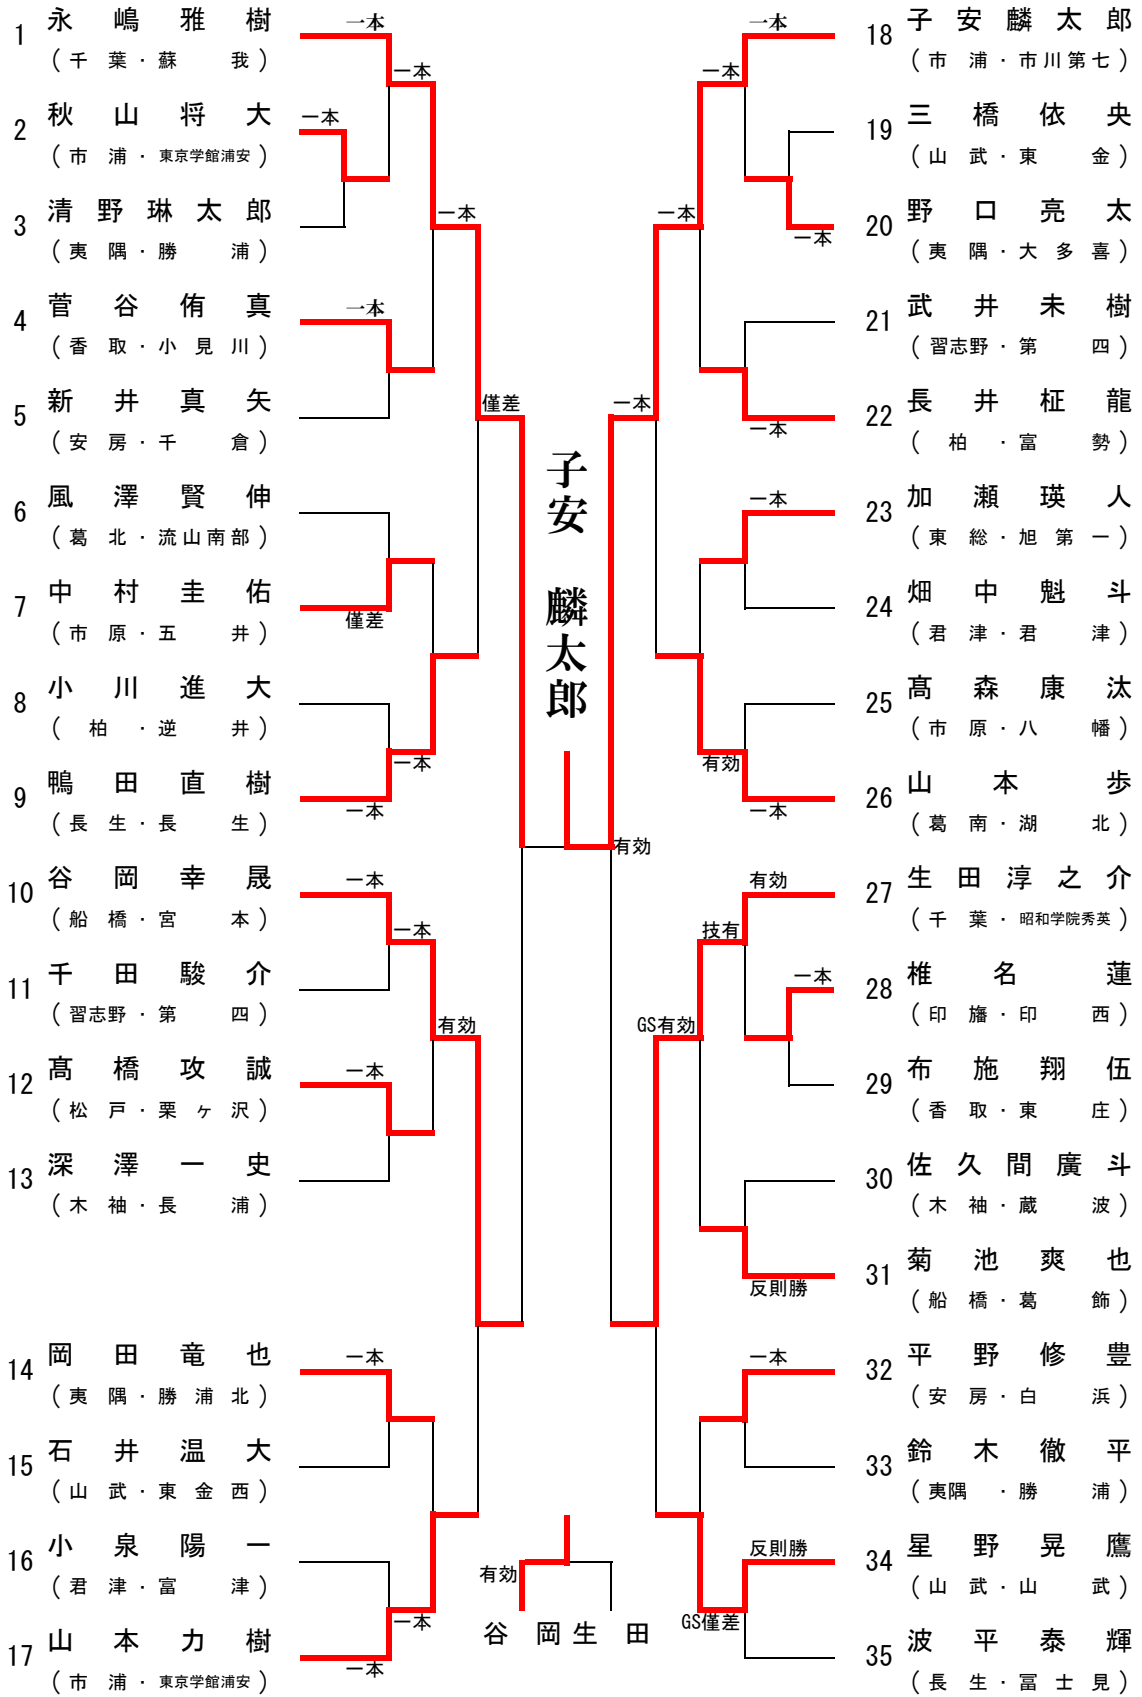 1 永嶋雅樹
(千葉・蘇我)
2 秋山将大
(市浦・東京学館浦安)
3 清野琳太郎
(夷隅・勝浦)
4 菅谷侑真
(香取・小見川)
5 新井真矢
(安房・千倉)
6 風澤賢伸
(葛北・流山南部)
7 中村圭佑
(市原・五井)
8 小川進大
(柏・逆井)
9 鴨田直樹
(長生・長生)
10 谷岡幸晟
(船橋・宮本)
11 千田駿介
(習志野・第四)
12 髙橋攻誠
(松戸・栗ヶ沢)
13 深澤一史
(木袖・長浦)
14 岡田竜也
(夷隅・勝浦北)
15 石井温大
(山武・東金西)
16 小泉陽一
(君津・富津)
17 山本力樹
(市浦・東京学館浦安)
一本
一本
一本
一本
一本
僅差
僅差
一本
一本
一本
一本
有効
一本
一本
一本
一本
子安 麟太郎
有効
有効
谷岡 生田
一本
一本
一本
一本
一本
一本
一本
有効
一本
有効
技有
一本
GS有効
反則勝
一本
反則勝
GS僅差
18 子安麟太郎
(市浦・市川第七)
19 三橋依央
(山武・東金)
20 野口亮太
(夷隅・大多喜)
21 武井未樹
(習志野・第四)
22 長井柾龍
(柏・富勢)
23 加瀬瑛人
(東総・旭第一)
24 畑中魁斗
(君津・君津)
25 髙森康汰
(市原・八幡)
26 山本歩
(葛南・湖北)
27 生田淳之介
(千葉・昭和学院秀英)
28 椎名蓮
(印旛・印西)
29 布施翔伍
(香取・東庄)
30 佐久間廣斗
(木袖・蔵波)
31 菊池爽也
(船橋・葛飾)
32 平野修豊
(安房・白浜)
33 鈴木徹平
(夷隅・勝浦)
34 星野晃鷹
(山武・山武)
35 波平泰輝
(長生・冨士見)